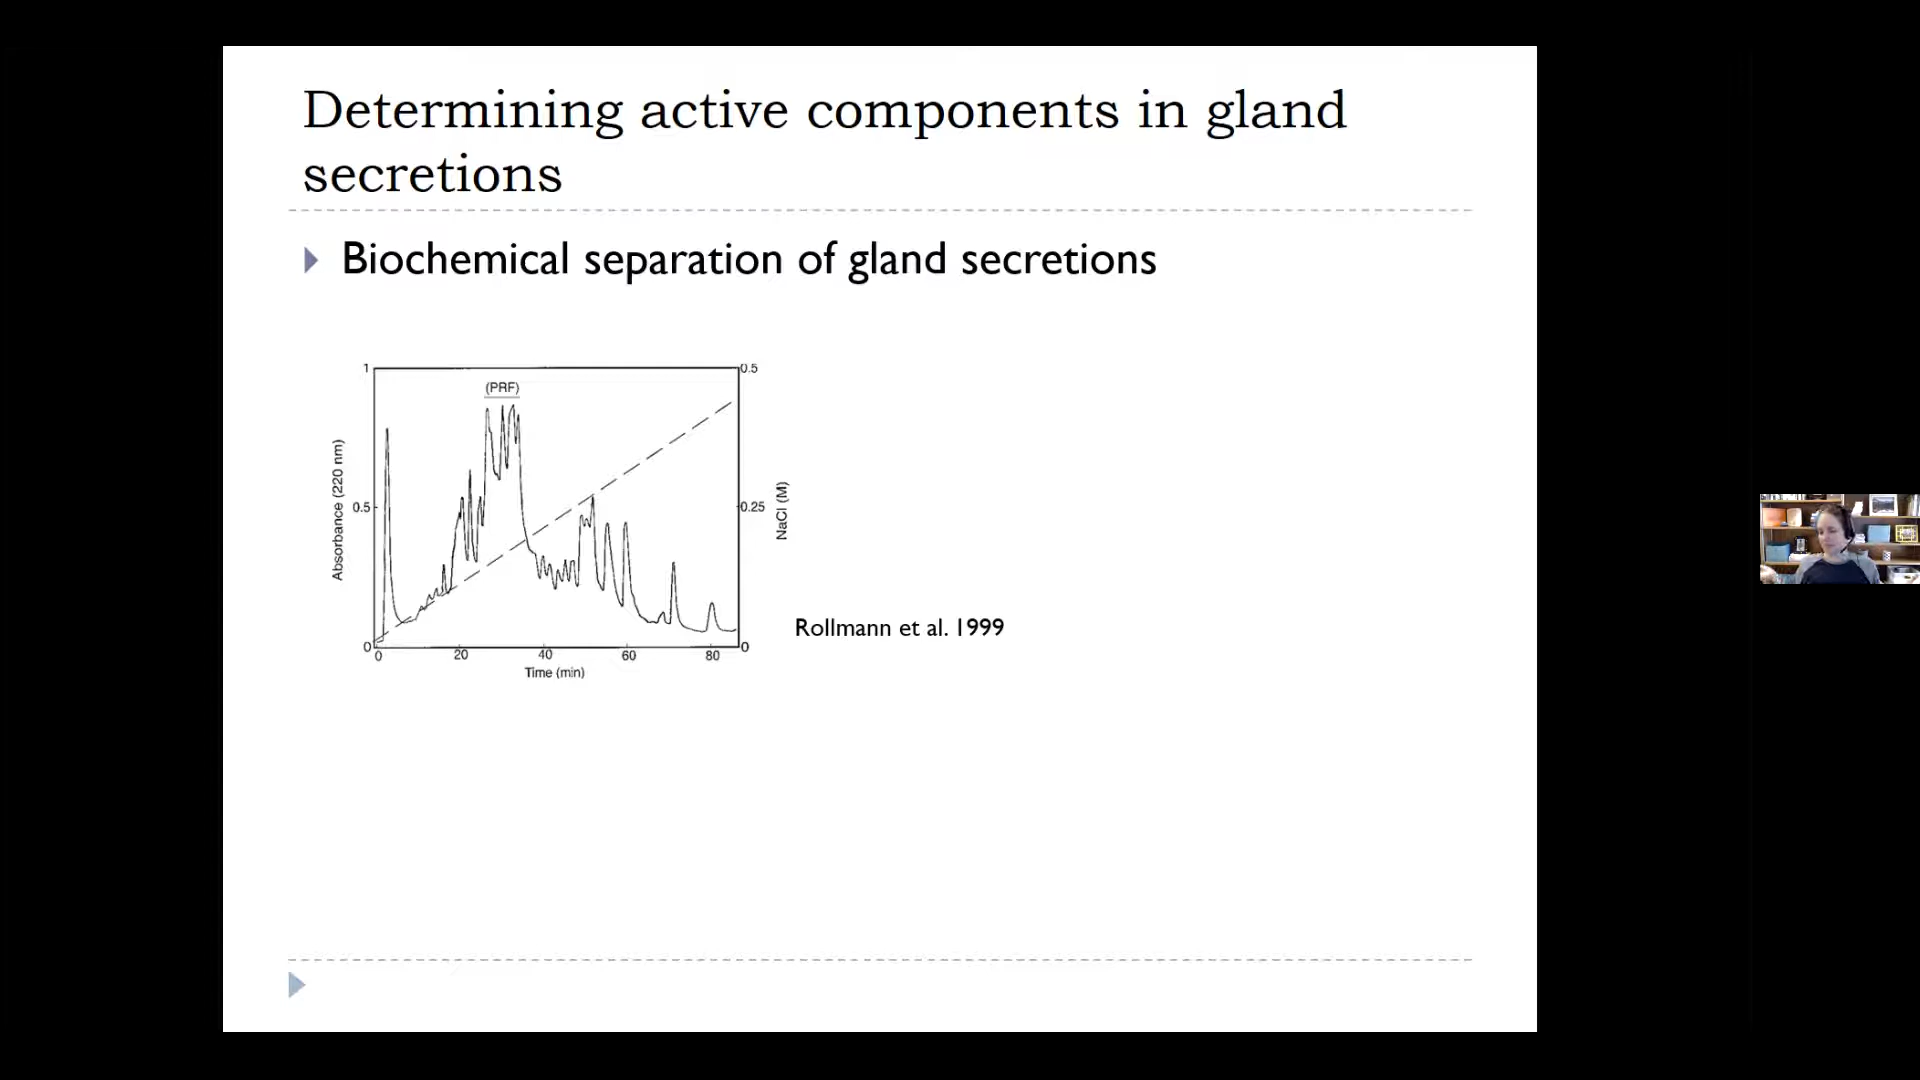 Determining active components in gland
secretions
Biochemical separation of gland secretions
1
0.5
(PRF)
Absorbance (220 nm)
0.5
0.25
NaCl (M)
0
0
0
20
40
60
80
Time (min)
Rollmann et al. 1999